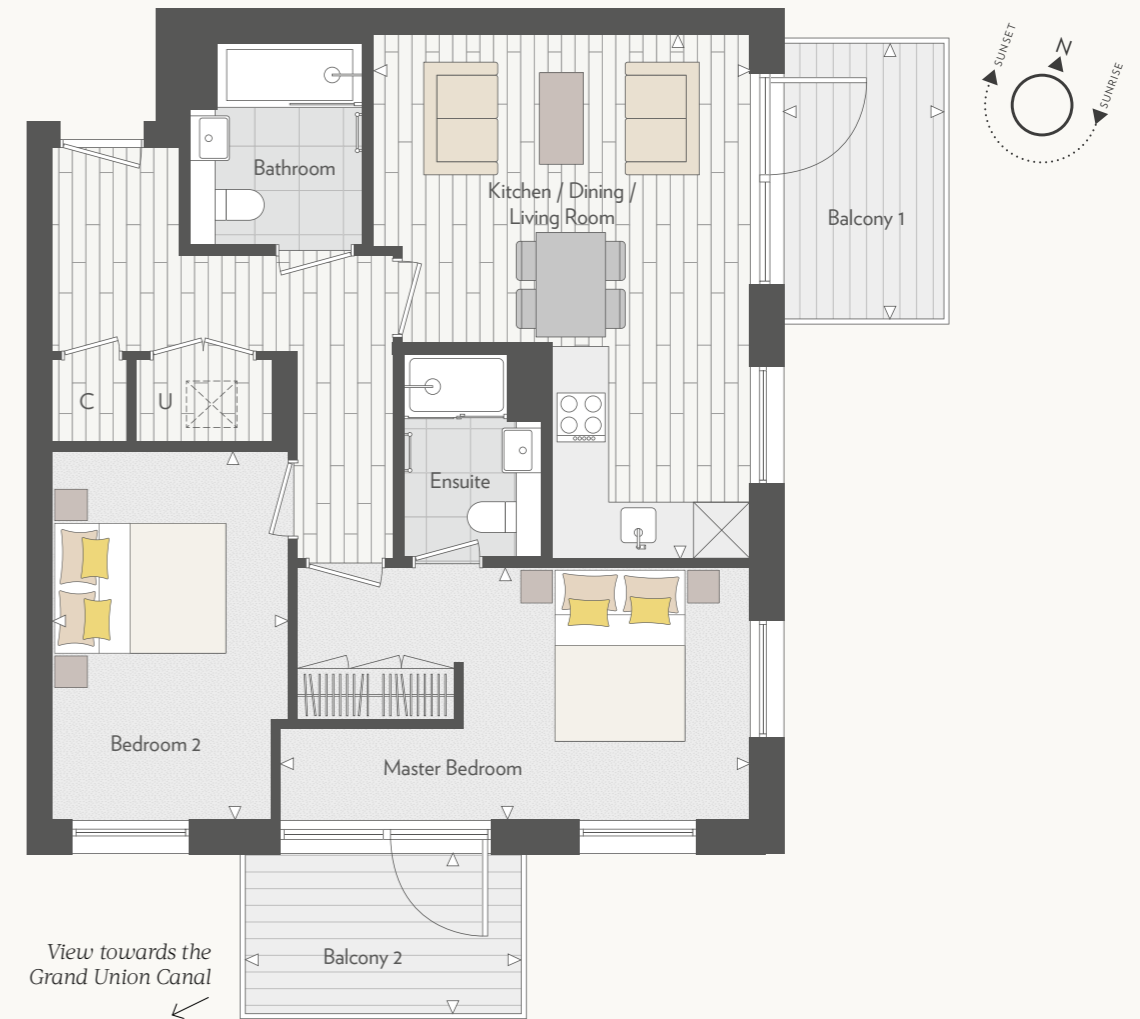 SUNSET
N
SUNRISE
Bathroom
Kitchen / Dining /
Living Room
Balcony 1
C
U
Ensuite
Bedroom 2
Master Bedroom
Balcony 2
View towards the
Grand Union Canal